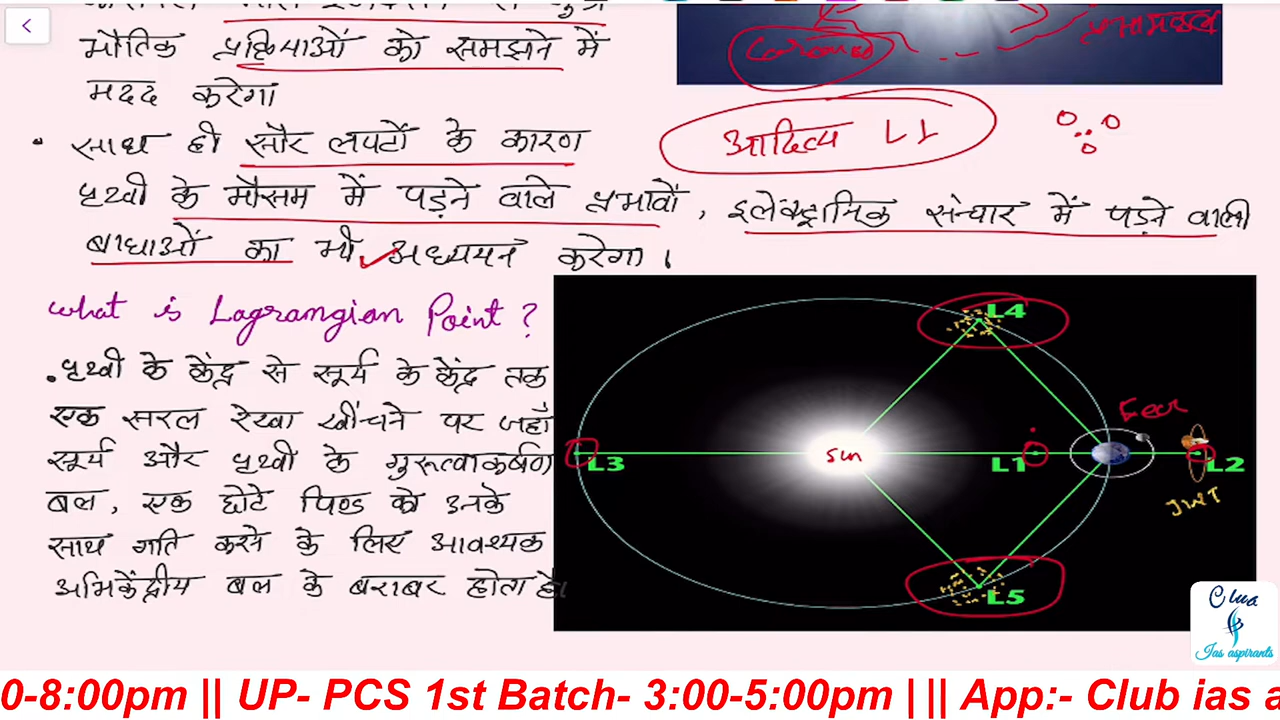 भौतिक प्रक्रियाओं को समझने में
मदद करेगा
• साथ ही सौर लपटों के कारण
पृथ्वी के मौसम में पड़ने वाले प्रभावों, इलेक्ट्रानिक संचार में पड़ने वाली
बाधाओं का भी अध्ययन करेगा।
आदित्य L1
What is Lagrangian Point?
• पृथ्वी के केंद्र से सूर्य के केंद्र तक
एक सरल रेखा खींचने पर जहाँ
सूर्य और पृथ्वी के गुरुत्वाकर्षण
बल, एक छोटे पिण्ड को उनके
साथ गति करने के लिए आवश्यक
अभिकेंद्रीय बल के बराबर होता है।
L4
Sun
L3
L1
L2
L5
Club
Ias aspirants
0-8:00pm || UP- PCS 1st Batch- 3:00-5:00pm | || App:- Club ias a